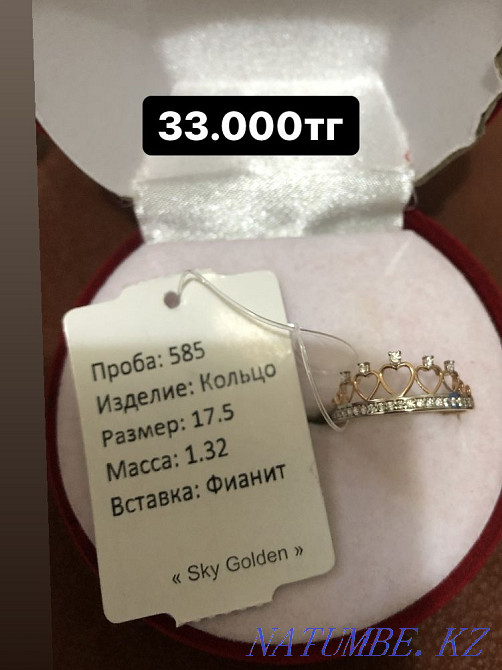 33.000тг
Проба: 585
Изделие: Кольцо
Размер: 17.5
Масса: 1.32
Вставка: Фианит
« Sky Golden »
NATUMBE. KZ